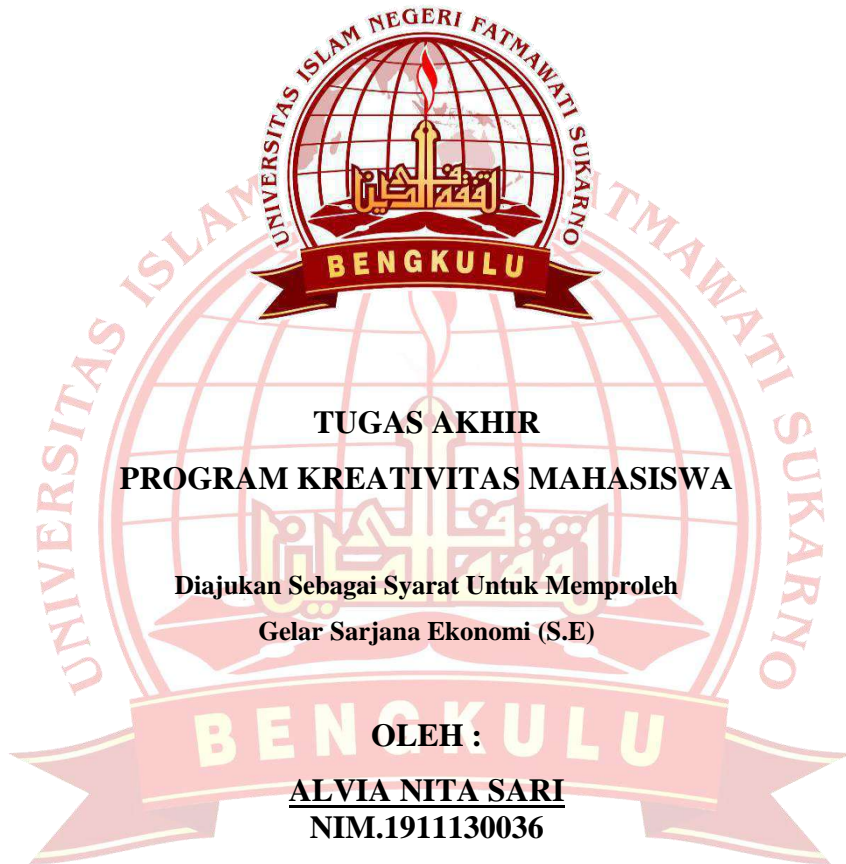 UNIVERSITAS ISLAM NEGERI FATMAWATI SUKARNO
BENGKULU
TUGAS AKHIR
PROGRAM KREATIVITAS MAHASISWA
Diajukan Sebagai Syarat Untuk Memproleh
Gelar Sarjana Ekonomi (S.E)
OLEH :
ALVIA NITA SARI
NIM.1911130036